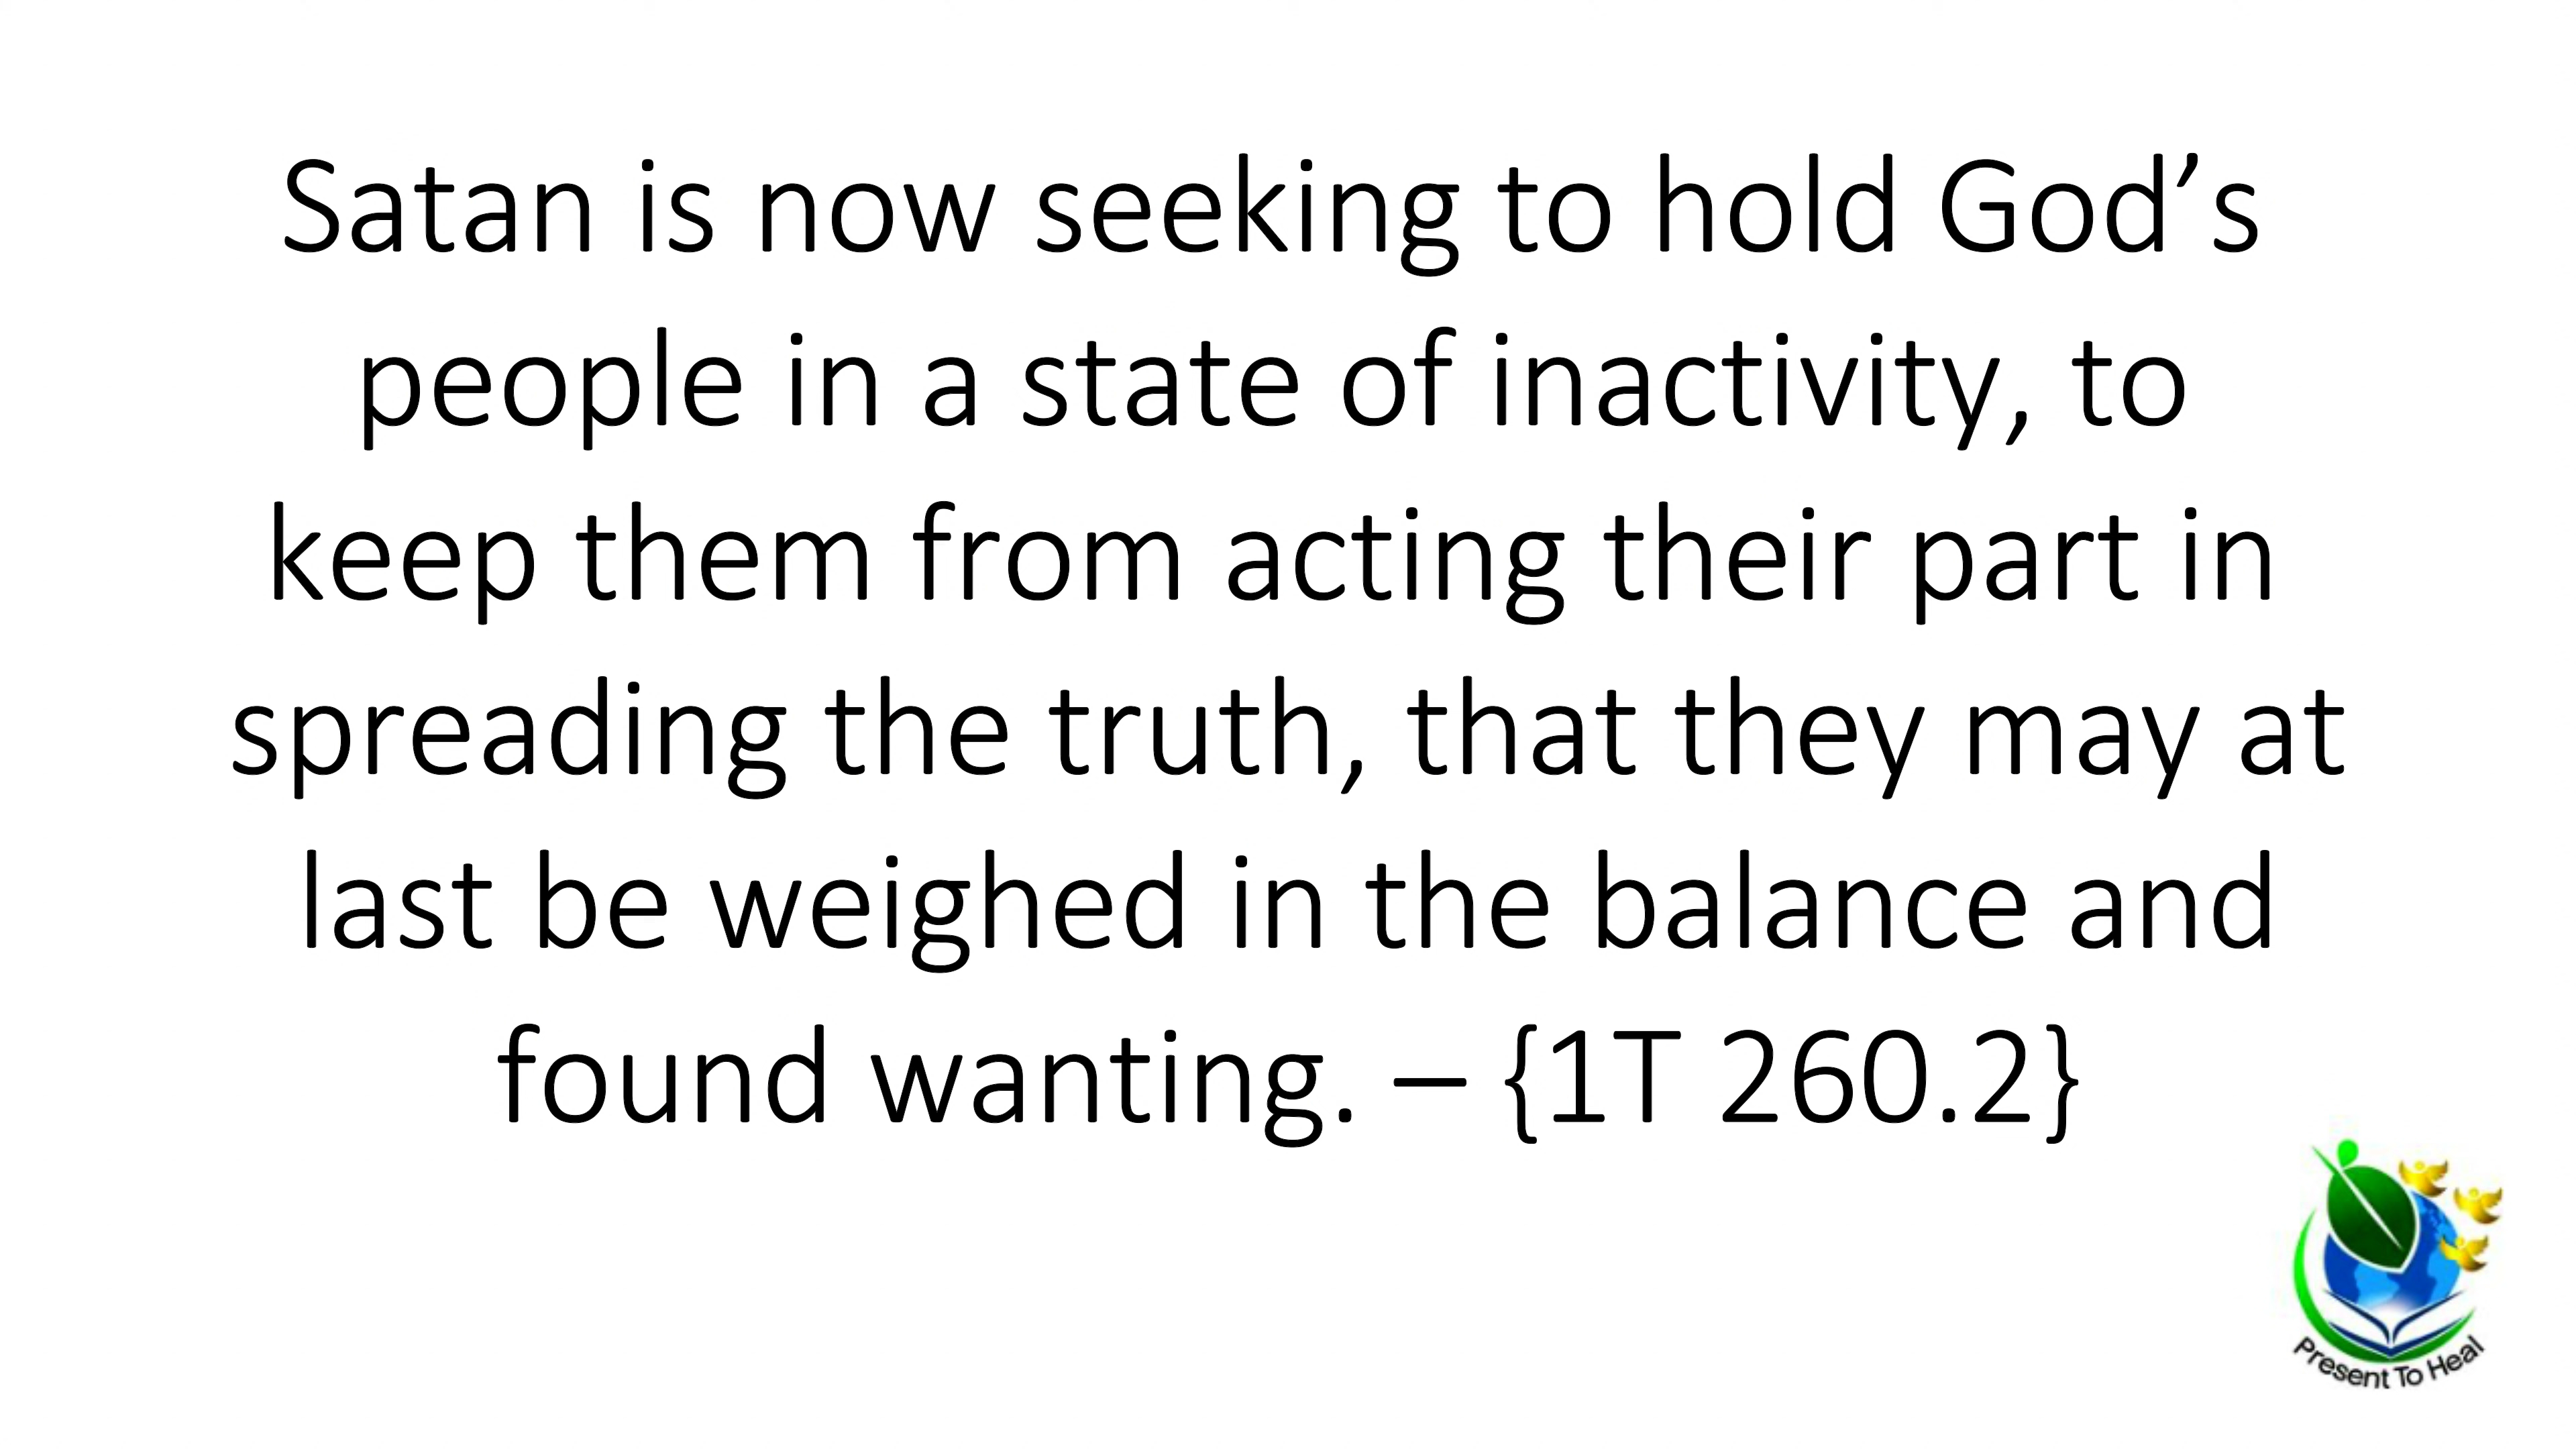 Satan is now seeking to hold God’s
people in a state of inactivity, to
keep them from acting their part in
spreading the truth, that they may at
last be weighed in the balance and
found wanting. – {1T 260.2}
Present To Heal